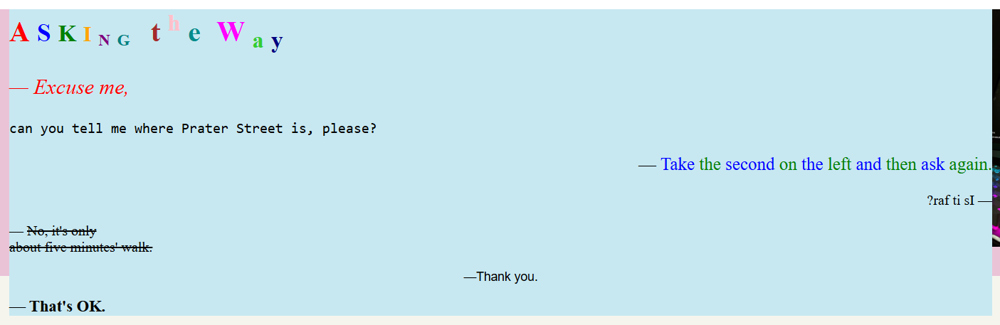 ASKING the Way
— Excuse me,
can you tell me where Prater Street is, please?
— Take the second on the left and then ask again.
?raf ti sI —
— No, it's only
about five minutes' walk.
—Thank you.
— That's OK.